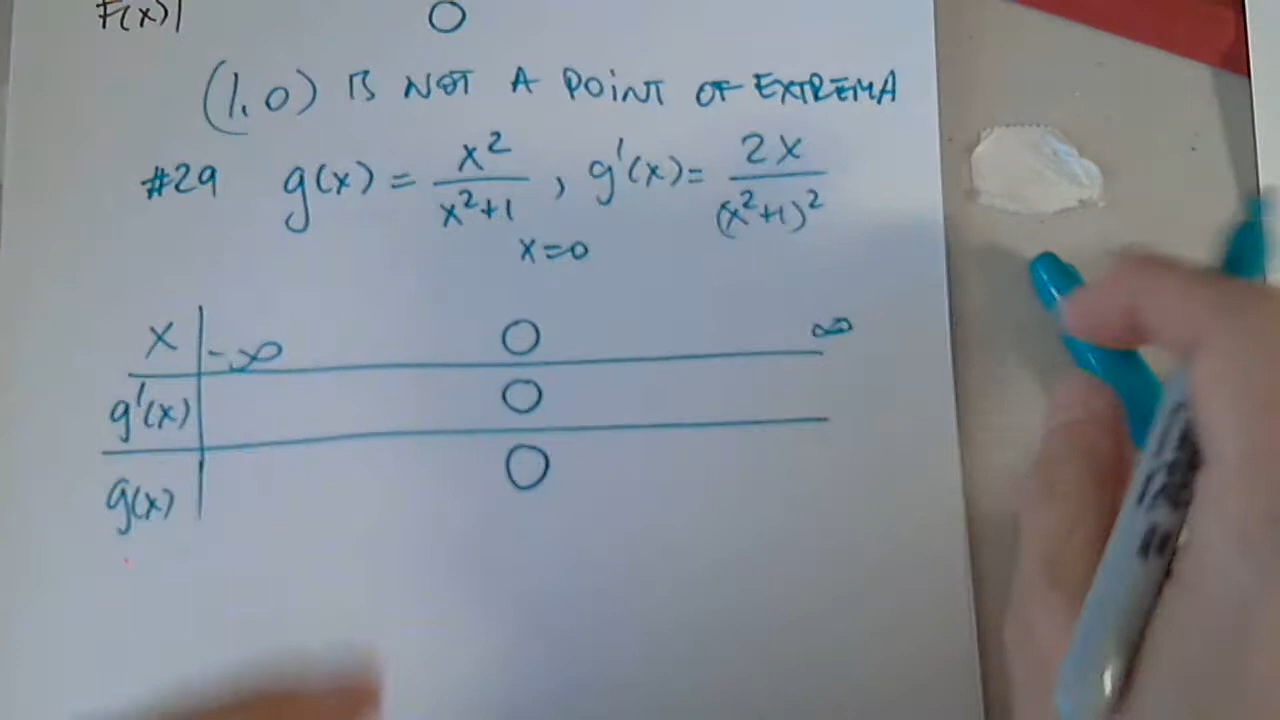 F(x) | 0
(1,0) IS NOT A POINT OF EXTREMA
#29 g(x) = x²/(x²+1), g'(x) = 2x/(x²+1)²
x=0
x | -∞ 0 ∞
g'(x) | 0
g(x) | 0